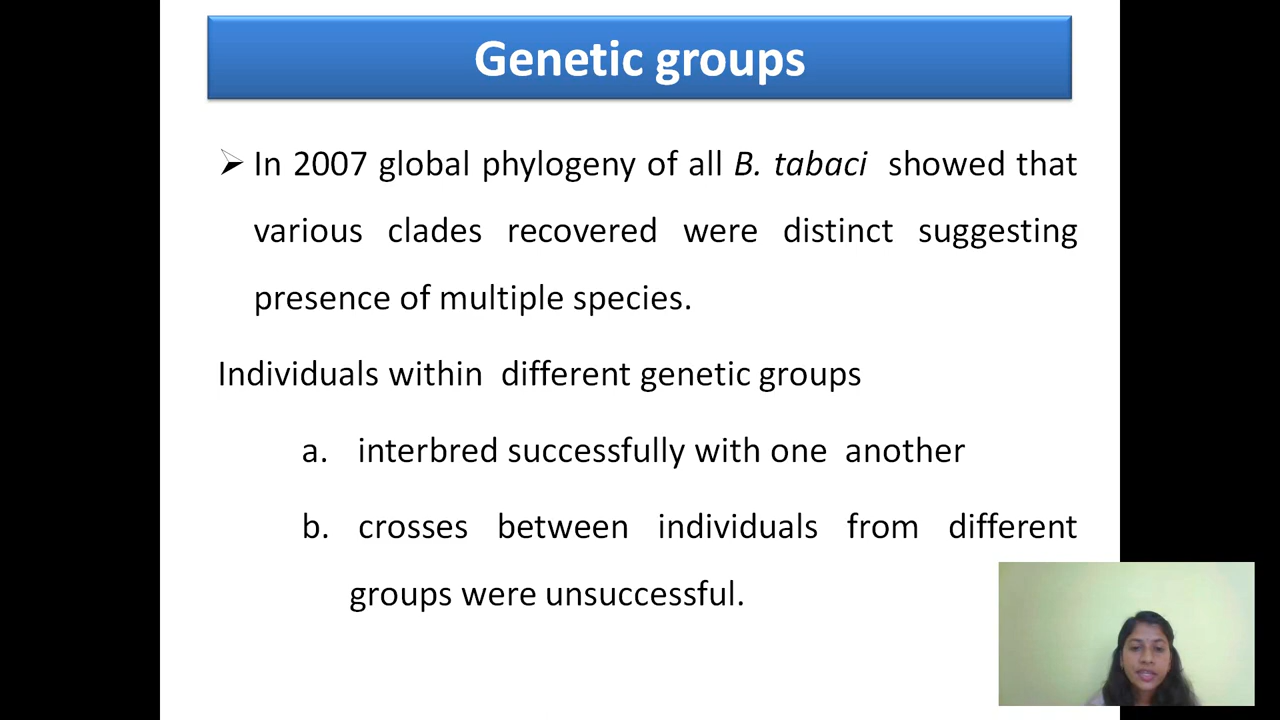 Genetic groups
In 2007 global phylogeny of all B. tabaci showed that
various clades recovered were distinct suggesting
presence of multiple species.
Individuals within different genetic groups
a. interbred successfully with one another
b. crosses between individuals from different
groups were unsuccessful.